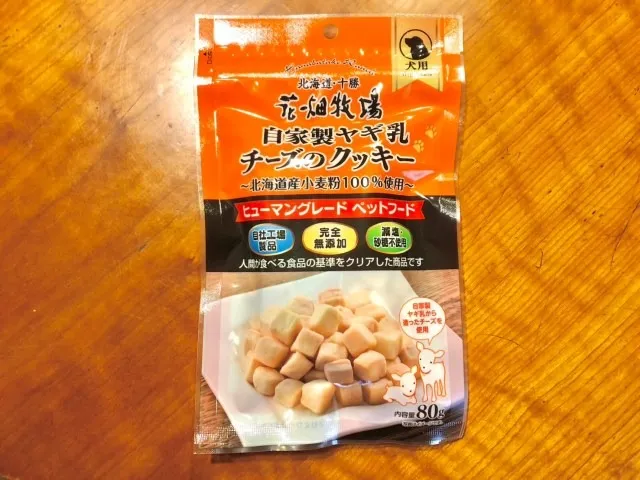 犬用
北海道・十勝
花畑牧場
自家製ヤギ乳
チーズのクッキー
～北海道産小麦粉100%使用～
ヒューマングレード ペットフード
自社工場
製品
完全
無添加
減塩・
砂糖不使用
人間が食べる食品の基準をクリアした商品です
自家製
ヤギ乳から
造ったチーズを
使用
内容量80g